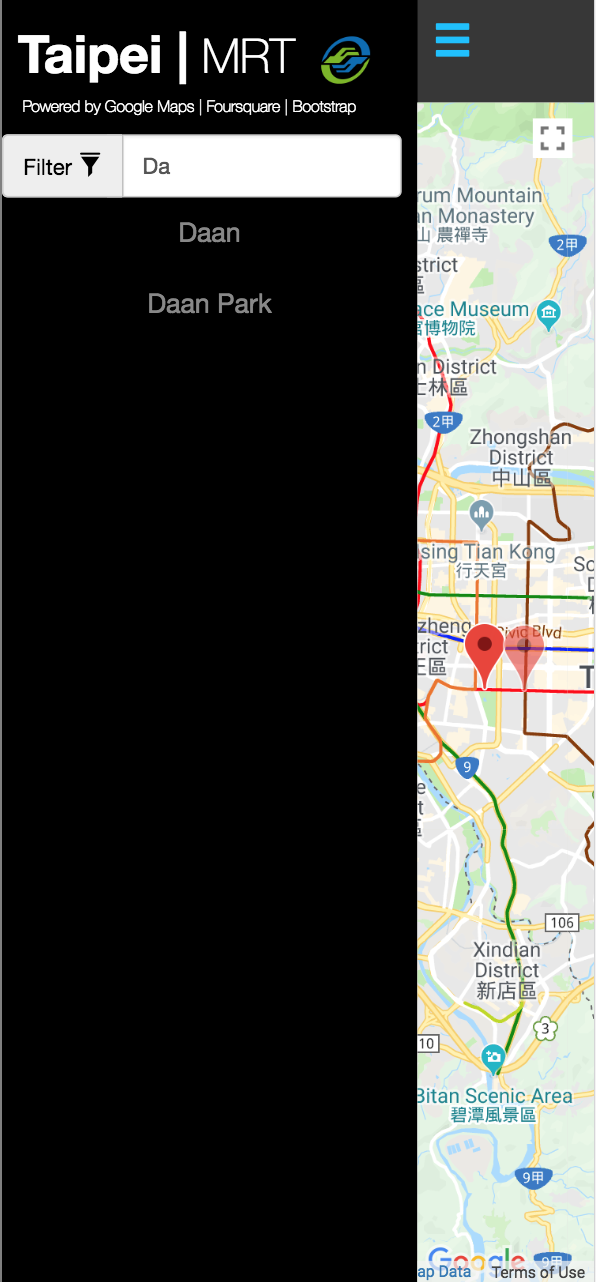 Taipei | MRT
Powered by Google Maps | Foursquare | Bootstrap
Filter
Da
Daan
Daan Park
rum Mountain
n Monastery
山 農禪寺
2甲
strict
區
ace Museum
宮博物院
n District
士林區
2甲
Zhongshan
District
中山區
sing Tian Kong
行天宮
zheng
trict
正區
Civic Blvd
T
9
106
Xindian
District
新店區
3
10
Bitan Scenic Area
碧潭風景區
9甲
Google
9甲
ap Data
Terms of Use